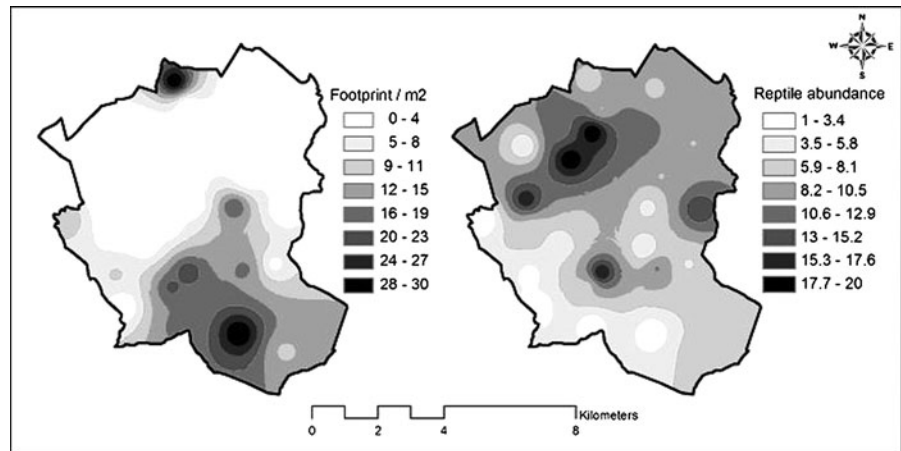 N
W E
S
Footprint / m2
0 - 4
5 - 8
9 - 11
12 - 15
16 - 19
20 - 23
24 - 27
28 - 30
Reptile abundance
1 - 3.4
3.5 - 5.8
5.9 - 8.1
8.2 - 10.5
10.6 - 12.9
13 - 15.2
15.3 - 17.6
17.7 - 20
Kilometers
0 2 4 8